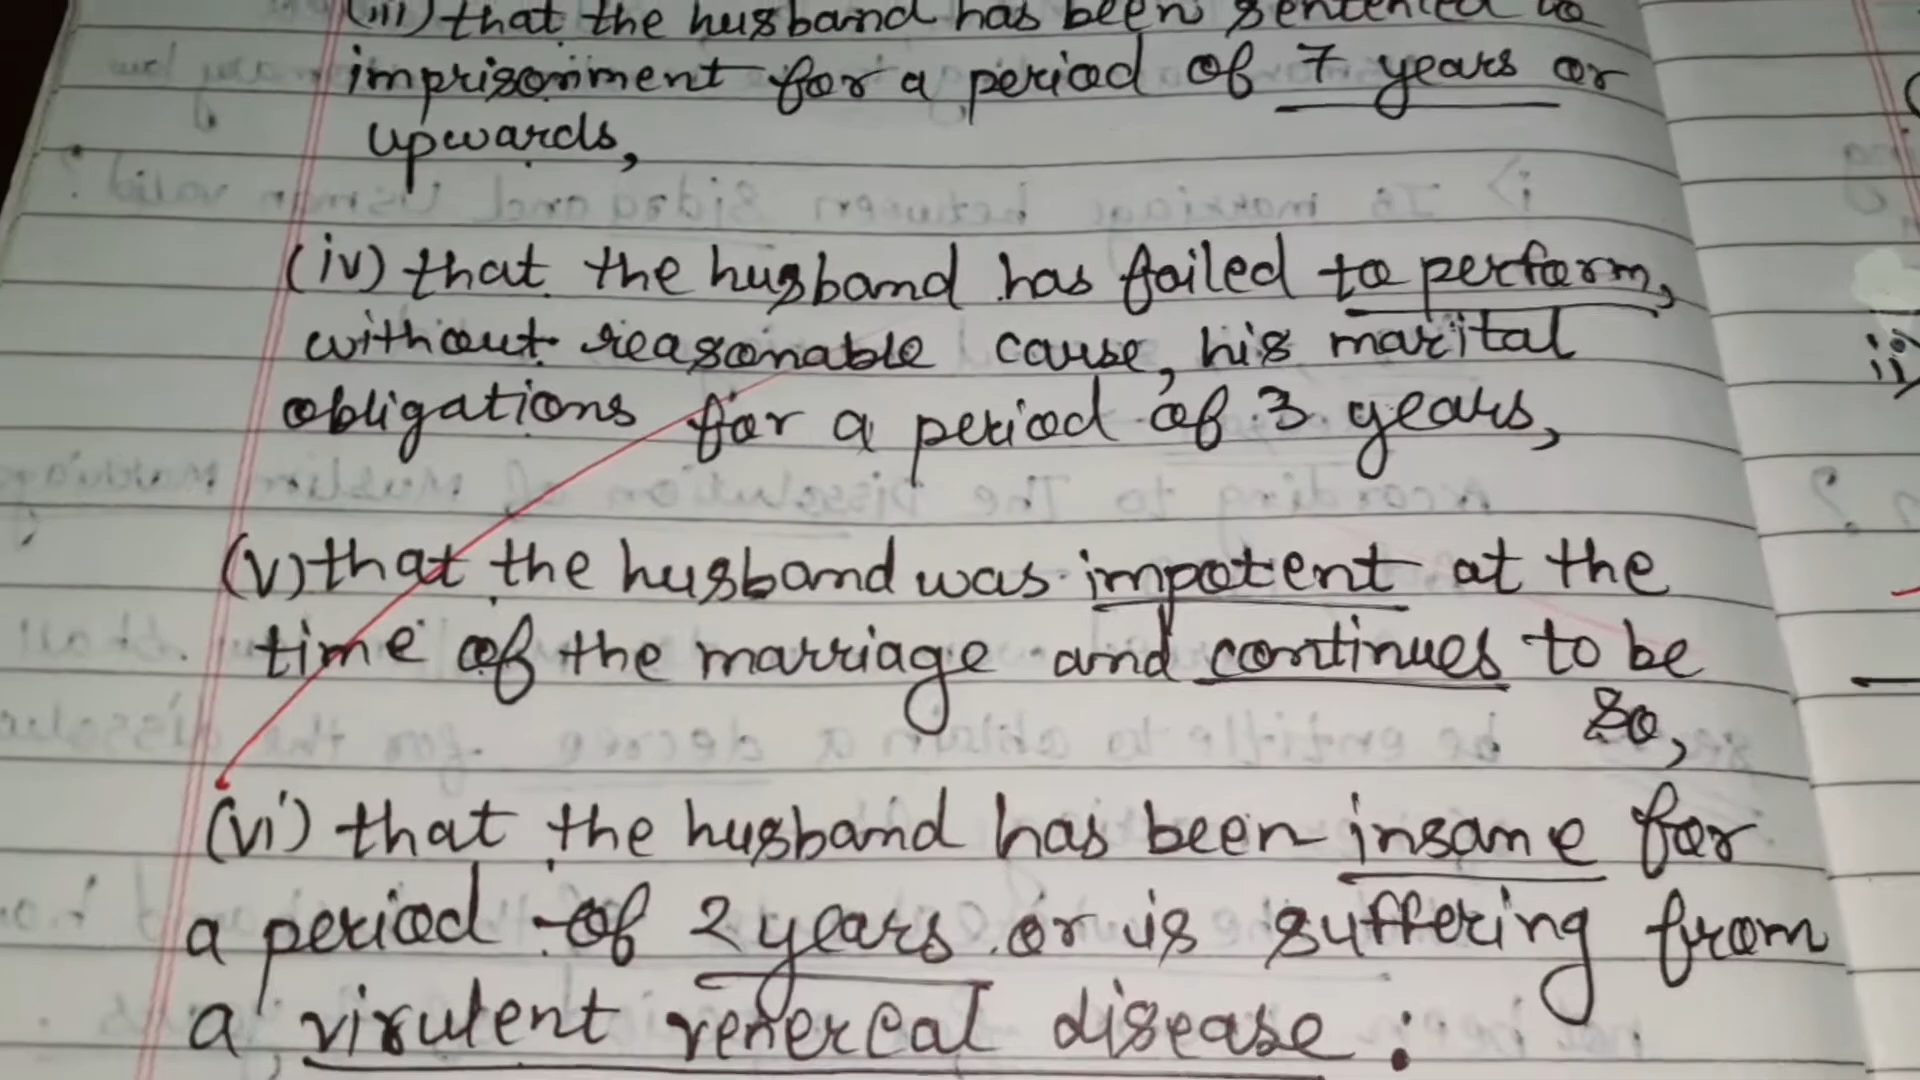 (iii) that the husband has been sentenced to
imprisonment for a period of 7 years or
upwards,
(iv) that the husband has failed to perform,
without reasonable cause, his marital
obligations for a period of 3 years,
(v) that the husband was impotent at the
time of the marriage and continues to be
so,
(vi) that the husband has been insane for
a period of 2 years or is suffering from
a virulent venereal disease: